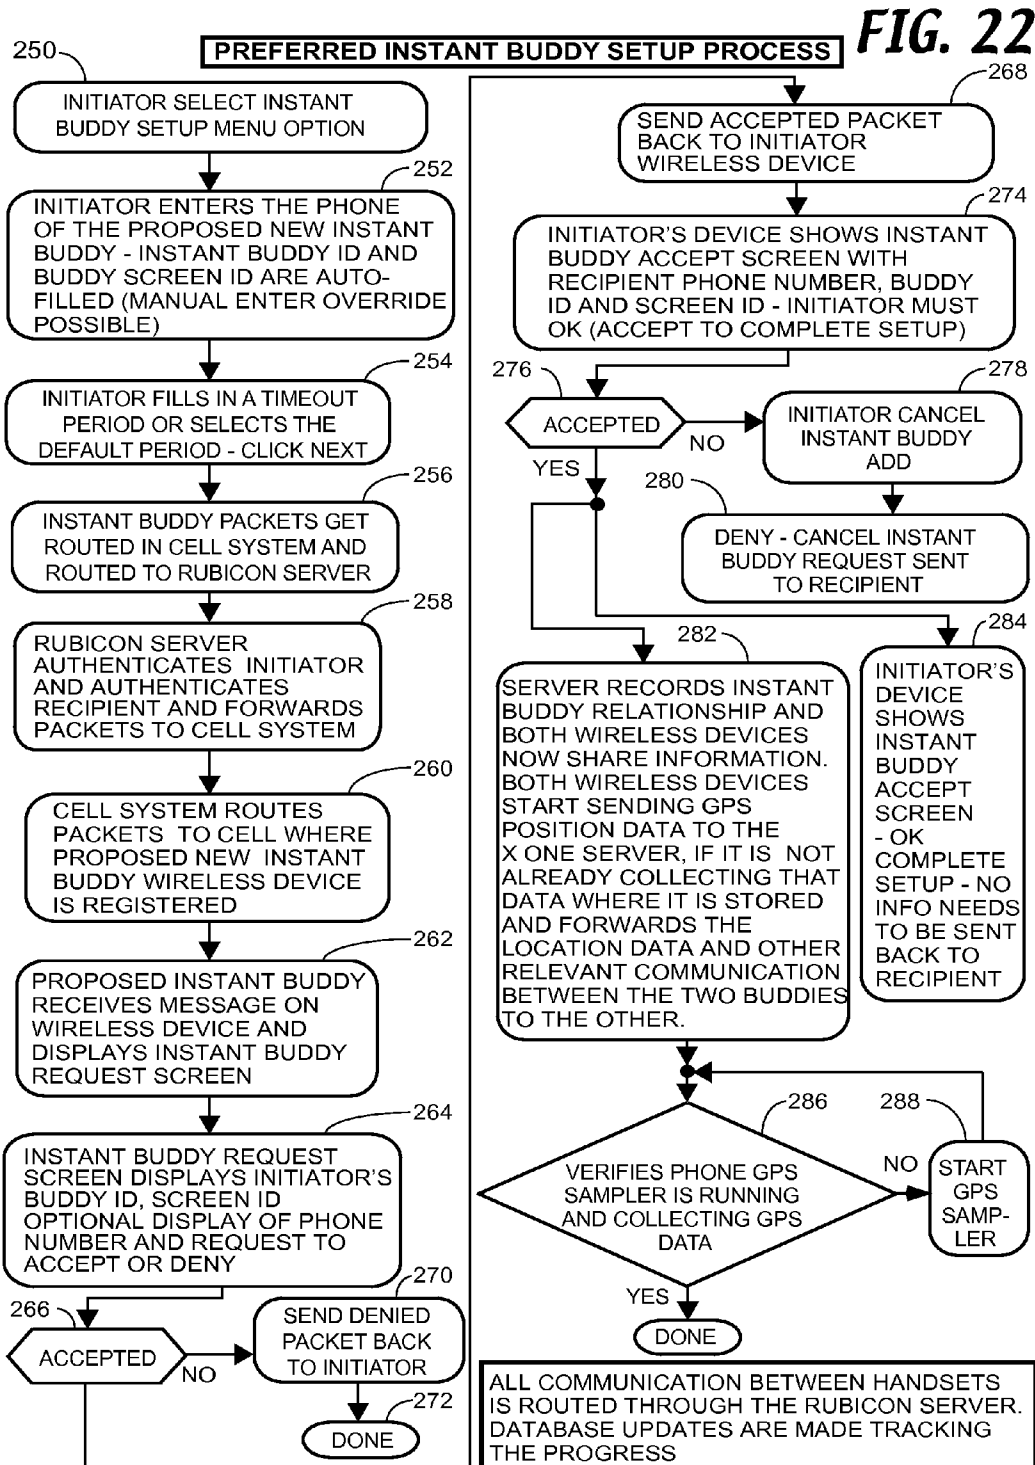 FIG. 22
PREFERRED INSTANT BUDDY SETUP PROCESS
250
INITIATOR SELECT INSTANT
BUDDY SETUP MENU OPTION
252
INITIATOR ENTERS THE PHONE
OF THE PROPOSED NEW INSTANT
BUDDY - INSTANT BUDDY ID AND
BUDDY SCREEN ID ARE AUTO-
FILLED (MANUAL ENTER OVERRIDE
POSSIBLE)
254
INITIATOR FILLS IN A TIMEOUT
PERIOD OR SELECTS THE
DEFAULT PERIOD - CLICK NEXT
256
INSTANT BUDDY PACKETS GET
ROUTED IN CELL SYSTEM AND
ROUTED TO RUBICON SERVER
258
RUBICON SERVER
AUTHENTICATES INITIATOR
AND AUTHENTICATES
RECIPIENT AND FORWARDS
PACKETS TO CELL SYSTEM
260
CELL SYSTEM ROUTES
PACKETS TO CELL WHERE
PROPOSED NEW INSTANT
BUDDY WIRELESS DEVICE
IS REGISTERED
262
PROPOSED INSTANT BUDDY
RECEIVES MESSAGE ON
WIRELESS DEVICE AND
DISPLAYS INSTANT BUDDY
REQUEST SCREEN
264
INSTANT BUDDY REQUEST
SCREEN DISPLAYS INITIATOR'S
BUDDY ID, SCREEN ID
OPTIONAL DISPLAY OF PHONE
NUMBER AND REQUEST TO
ACCEPT OR DENY
266
ACCEPTED
NO
270
SEND DENIED
PACKET BACK
TO INITIATOR
272
DONE
268
SEND ACCEPTED PACKET
BACK TO INITIATOR
WIRELESS DEVICE
274
INITIATOR'S DEVICE SHOWS INSTANT
BUDDY ACCEPT SCREEN WITH
RECIPIENT PHONE NUMBER, BUDDY
ID AND SCREEN ID - INITIATOR MUST
OK (ACCEPT TO COMPLETE SETUP)
276
ACCEPTED
NO
YES
278
INITIATOR CANCEL
INSTANT BUDDY
ADD
280
DENY - CANCEL INSTANT
BUDDY REQUEST SENT
TO RECIPIENT
282
SERVER RECORDS INSTANT
BUDDY RELATIONSHIP AND
BOTH WIRELESS DEVICES
NOW SHARE INFORMATION.
BOTH WIRELESS DEVICES
START SENDING GPS
POSITION DATA TO THE
X ONE SERVER, IF IT IS NOT
ALREADY COLLECTING THAT
DATA WHERE IT IS STORED
AND FORWARDS THE
LOCATION DATA AND OTHER
RELEVANT COMMUNICATION
BETWEEN THE TWO BUDDIES
TO THE OTHER.
284
INITIATOR'S
DEVICE
SHOWS
INSTANT
BUDDY
ACCEPT
SCREEN
- OK
COMPLETE
SETUP - NO
INFO NEEDS
TO BE SENT
BACK TO
RECIPIENT
286
VERIFIES PHONE GPS
SAMPLER IS RUNNING
AND COLLECTING GPS
DATA
NO
288
START
GPS
SAMP-
LER
YES
DONE
ALL COMMUNICATION BETWEEN HANDSETS
IS ROUTED THROUGH THE RUBICON SERVER.
DATABASE UPDATES ARE MADE TRACKING
THE PROGRESS